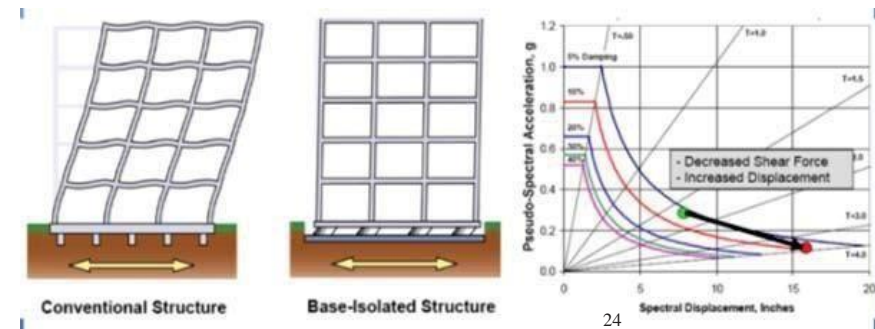 Conventional Structure
Base-Isolated Structure
Pseudo-Spectral Acceleration, g
1.2
1.0
0.8
0.6
0.4
0.2
0.0
T=.50
T=1.0
T=1.5
T=3.0
T=4.0
5% Damping
10%
20%
30%
40%
- Decreased Shear Force
- Increased Displacement
0
5
10
15
20
Spectral Displacement, Inches
24